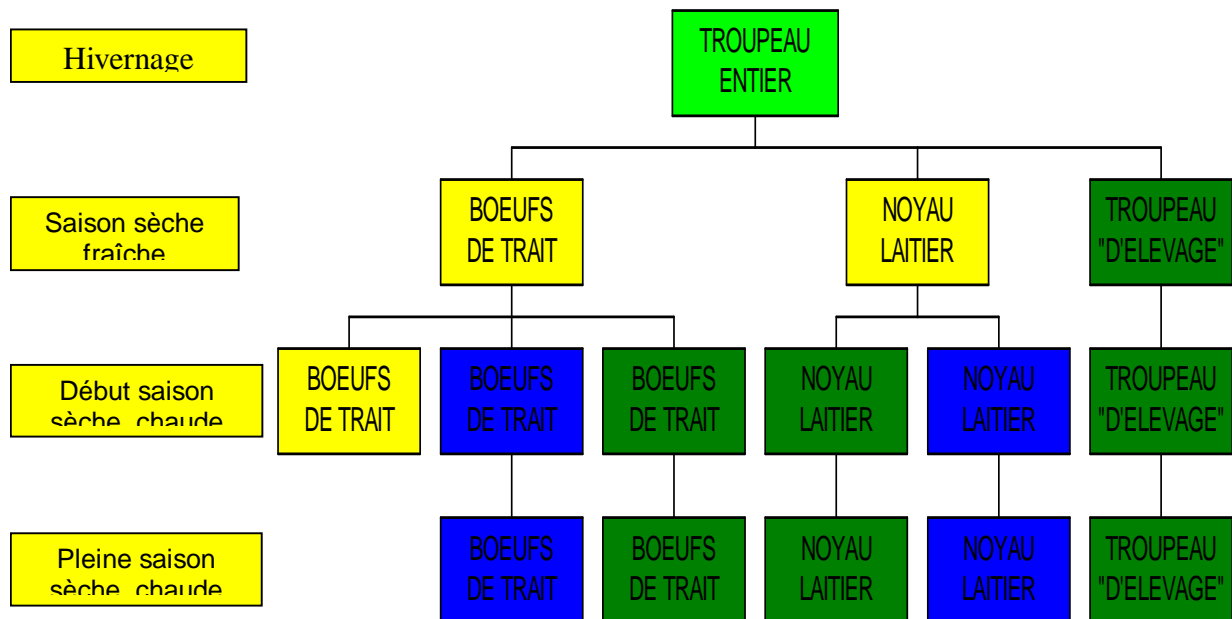 Hivernage
TROUPEAU
ENTIER
Saison sèche
fraîche
BOEUFS
DE TRAIT
NOYAU
LAITIER
TROUPEAU
"D'ELEVAGE"
Début saison
sèche chaude
BOEUFS
DE TRAIT
BOEUFS
DE TRAIT
BOEUFS
DE TRAIT
NOYAU
LAITIER
NOYAU
LAITIER
TROUPEAU
"D'ELEVAGE"
Pleine saison
sèche chaude
BOEUFS
DE TRAIT
BOEUFS
DE TRAIT
NOYAU
LAITIER
NOYAU
LAITIER
TROUPEAU
"D'ELEVAGE"